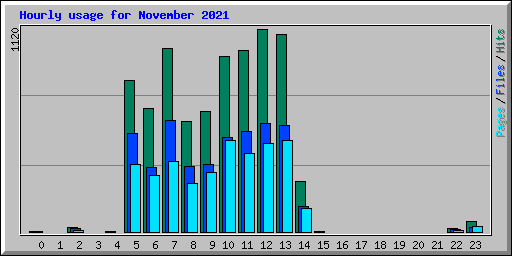 Hourly usage for November 2021
1120
Pages / Files / Hits
0 1 2 3 4 5 6 7 8 9 10 11 12 13 14 15 16 17 18 19 20 21 22 23